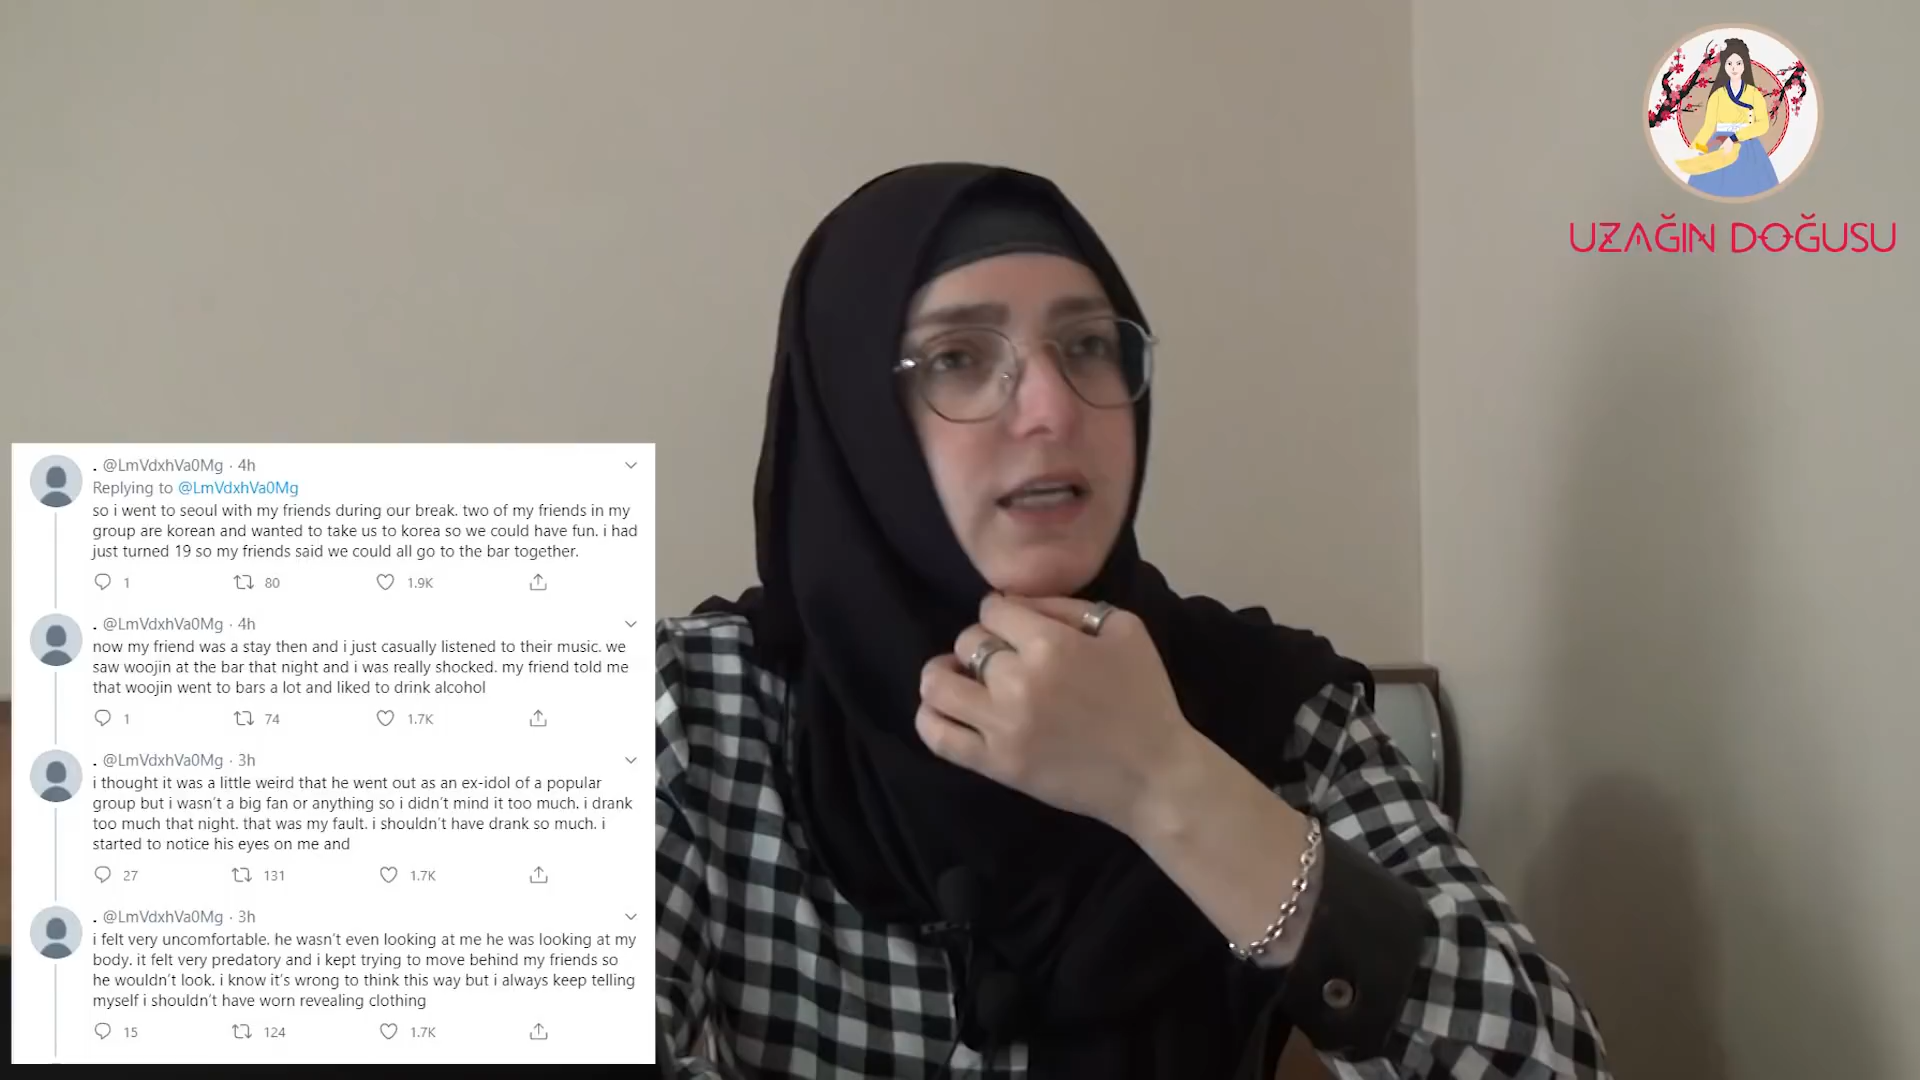 UZAĞIN DOĞUSU
. @LmVdxhVa0Mg · 4h
Replying to @LmVdxhVa0Mg
so i went to seoul with my friends during our break. two of my friends in my
group are korean and wanted to take us to korea so we could have fun. i had
just turned 19 so my friends said we could all go to the bar together.
1 80 1.9K
. @LmVdxhVa0Mg · 4h
now my friend was a stay then and i just casually listened to their music. we
saw woojin at the bar that night and i was really shocked. my friend told me
that woojin went to bars a lot and liked to drink alcohol
1 74 1.7K
. @LmVdxhVa0Mg · 3h
i thought it was a little weird that he went out as an ex-idol of a popular
group but i wasn't a big fan or anything so i didn't mind it too much. i drank
too much that night. that was my fault. i shouldn't have drank so much. i
started to notice his eyes on me and
27 131 1.7K
. @LmVdxhVa0Mg · 3h
i felt very uncomfortable. he wasn't even looking at me he was looking at my
body. it felt very predatory and i kept trying to move behind my friends so
he wouldn't look. i know it's wrong to think this way but i always keep telling
myself i shouldn't have worn revealing clothing
15 124 1.7K